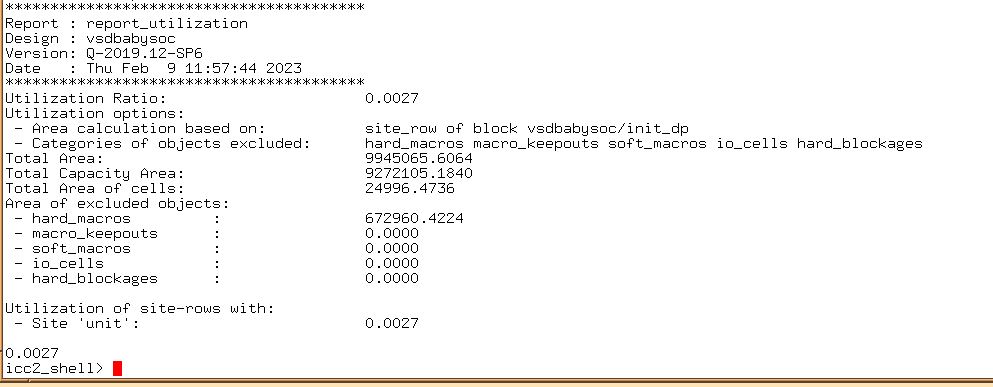 ****************************************
Report : report_utilization
Design : vsdbabysoc
Version: Q-2019.12-SP6
Date   : Thu Feb  9 11:57:44 2023
****************************************
Utilization Ratio:                      0.0027
Utilization options:
 - Area calculation based on:           site_row of block vsdbabysoc/init_dp
 - Categories of objects excluded:      hard_macros macro_keepouts soft_macros io_cells hard_blockages
Total Area:                             9945065.6064
Total Capacity Area:                    9272105.1840
Total Area of cells:                    24996.4736
Area of excluded objects:
 - hard_macros         :                672960.4224
 - macro_keepouts      :                0.0000
 - soft_macros         :                0.0000
 - io_cells            :                0.0000
 - hard_blockages      :                0.0000

Utilization of site-rows with:
 - Site 'unit':                         0.0027

0.0027
icc2_shell>